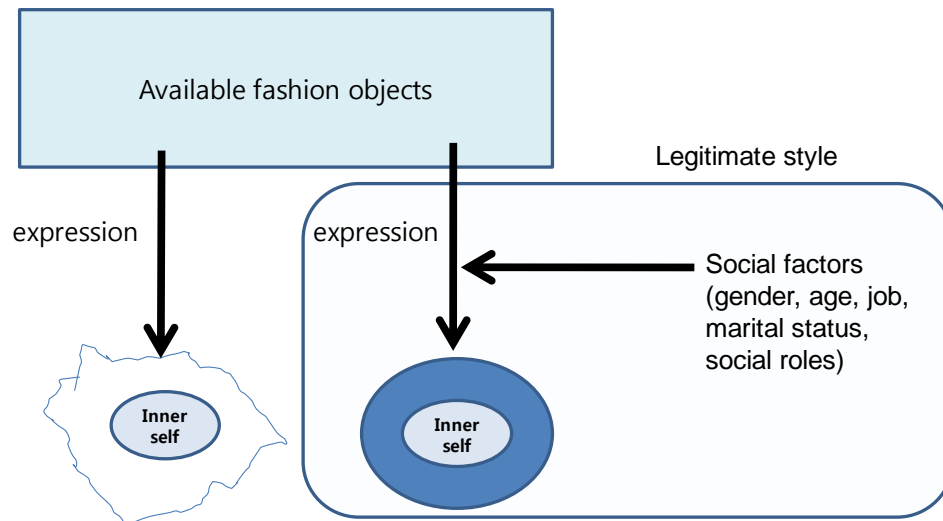 Available fashion objects
Legitimate style
expression
expression
Social factors
(gender, age, job,
marital status,
social roles)
Inner
self
Inner
self